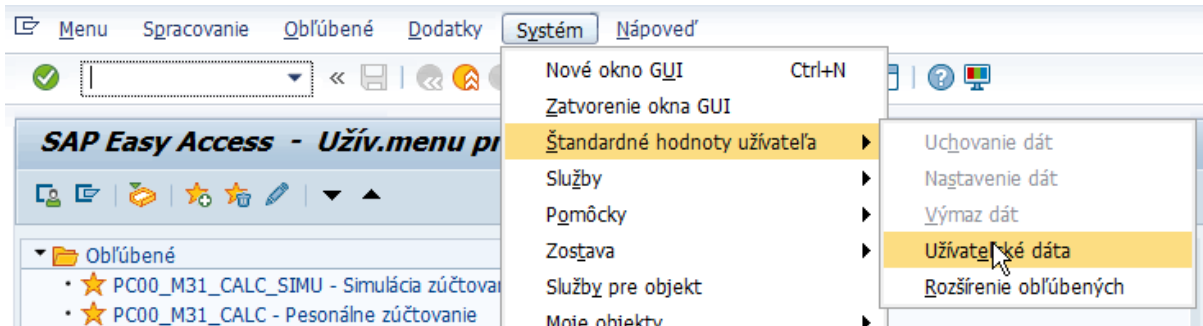 Menu Spracovanie Obľúbené Dodatky Systém Nápoveď
SAP Easy Access - Užív.menu
Nové okno GUI Ctrl+N
Zatvorenie okna GUI
Štandardné hodnoty užívateľa
Služby
Pomôcky
Zostava
Služby pre objekt
Moje objekty
Uchovanie dát
Nastavenie dát
Výmaz dát
Užívateľské dáta
Rozšírenie obľúbených
Obľúbené
PC00_M31_CALC_SIMU - Simulácia
PC00_M31_CALC - Pesonálne zúčtovanie